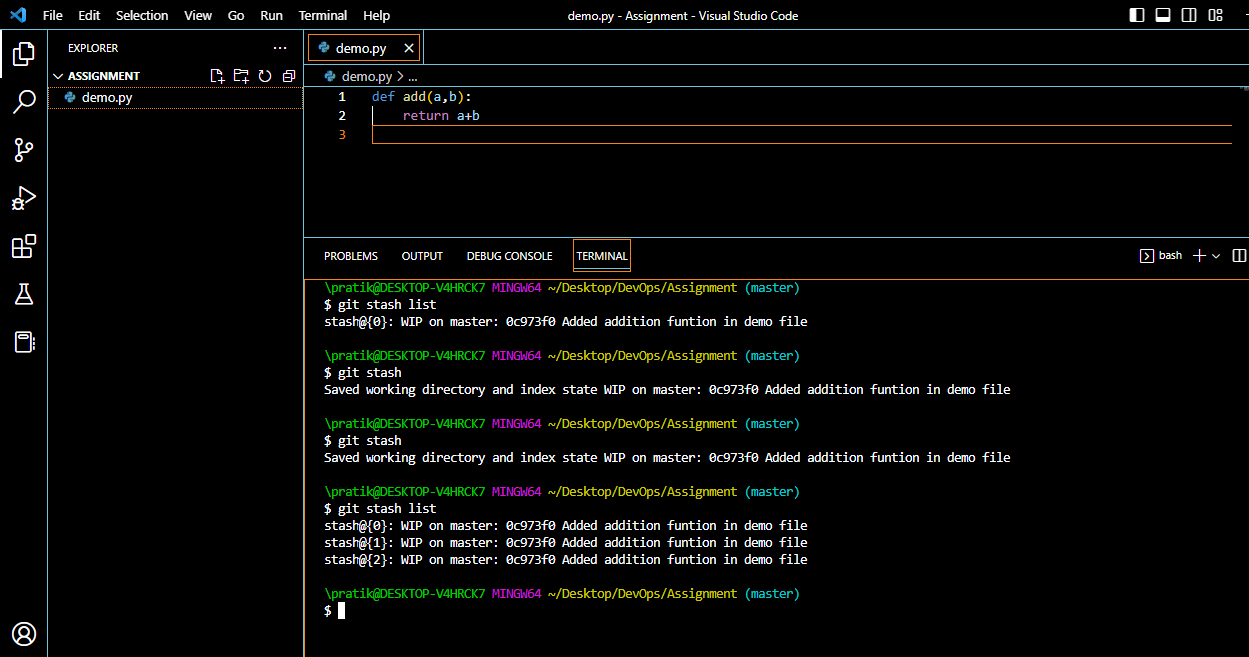 File Edit Selection View Go Run Terminal Help
demo.py - Assignment - Visual Studio Code
EXPLORER
ASSIGNMENT
demo.py
demo.py
demo.py > ...
1 def add(a,b):
2     return a+b
3
PROBLEMS OUTPUT DEBUG CONSOLE TERMINAL
bash
\pratik@DESKTOP-V4HRCK7 MINGW64 ~/Desktop/DevOps/Assignment (master)
$ git stash list
stash@{0}: WIP on master: 0c973f0 Added addition funtion in demo file
\pratik@DESKTOP-V4HRCK7 MINGW64 ~/Desktop/DevOps/Assignment (master)
$ git stash
Saved working directory and index state WIP on master: 0c973f0 Added addition funtion in demo file
\pratik@DESKTOP-V4HRCK7 MINGW64 ~/Desktop/DevOps/Assignment (master)
$ git stash
Saved working directory and index state WIP on master: 0c973f0 Added addition funtion in demo file
\pratik@DESKTOP-V4HRCK7 MINGW64 ~/Desktop/DevOps/Assignment (master)
$ git stash list
stash@{0}: WIP on master: 0c973f0 Added addition funtion in demo file
stash@{1}: WIP on master: 0c973f0 Added addition funtion in demo file
stash@{2}: WIP on master: 0c973f0 Added addition funtion in demo file
\pratik@DESKTOP-V4HRCK7 MINGW64 ~/Desktop/DevOps/Assignment (master)
$